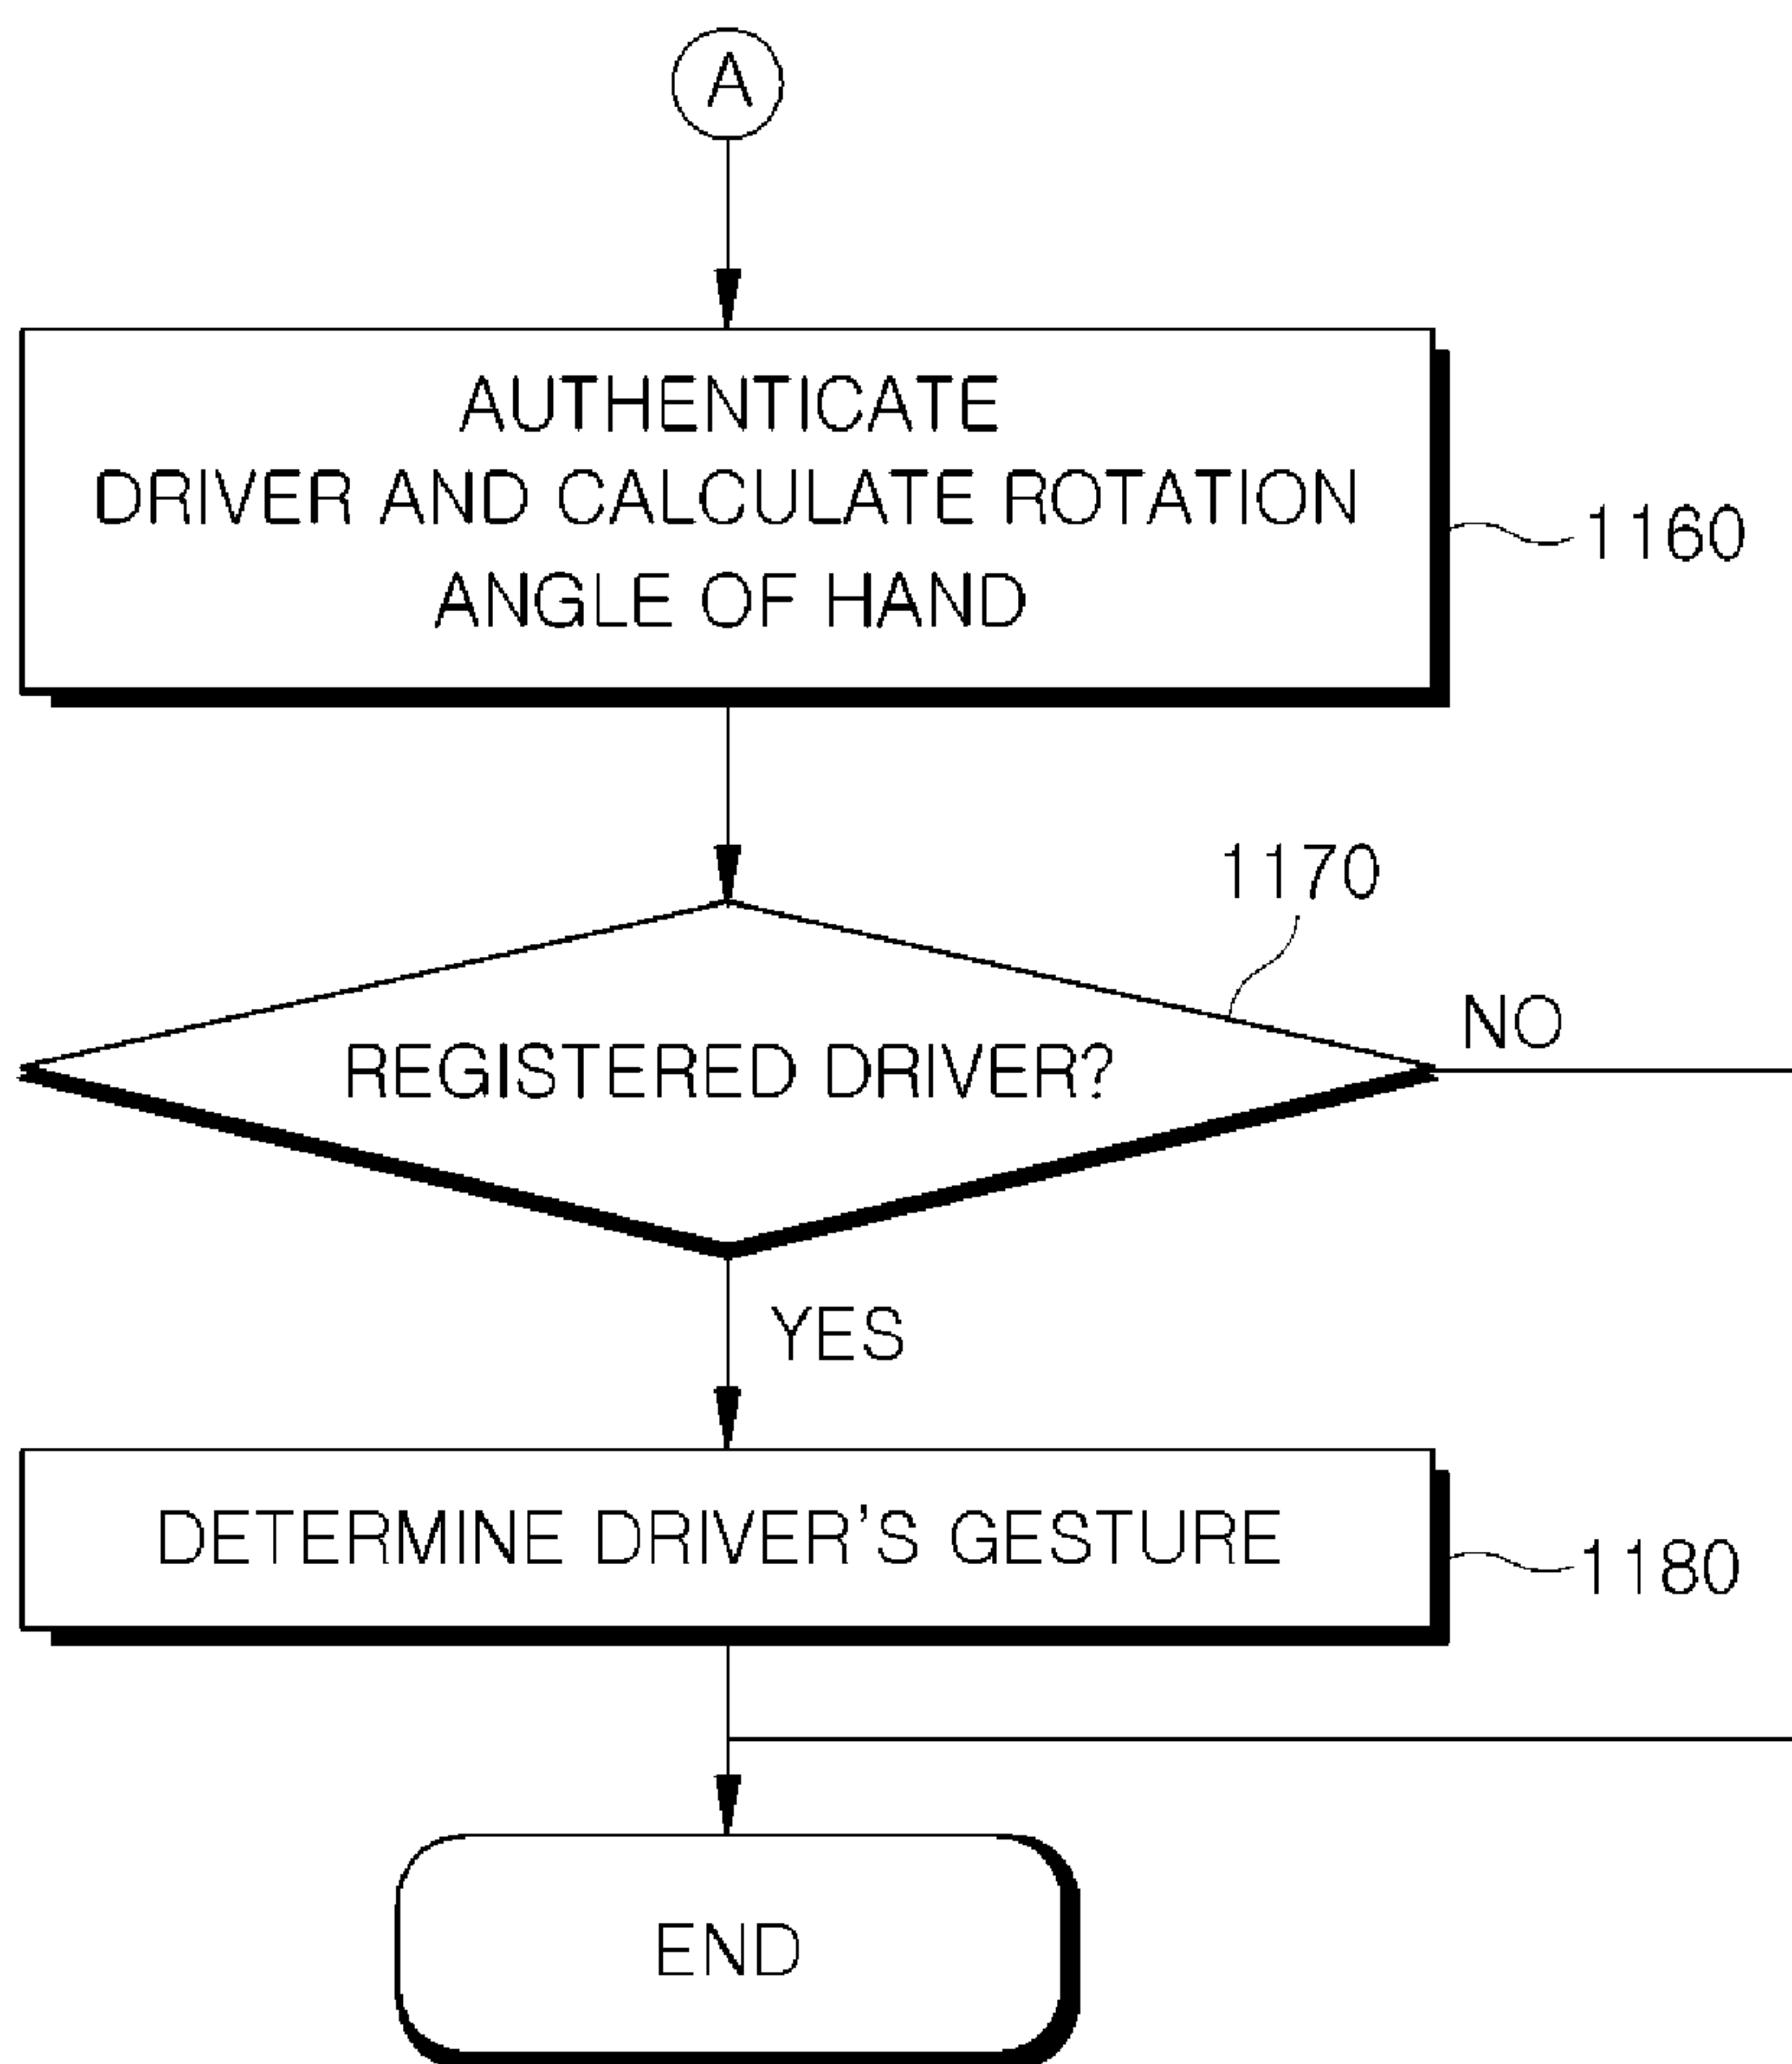 A
AUTHENTICATE
DRIVER AND CALCULATE ROTATION
ANGLE OF HAND
1160
1170
NO
REGISTERED DRIVER?
YES
DETERMINE DRIVER'S GESTURE
1180
END